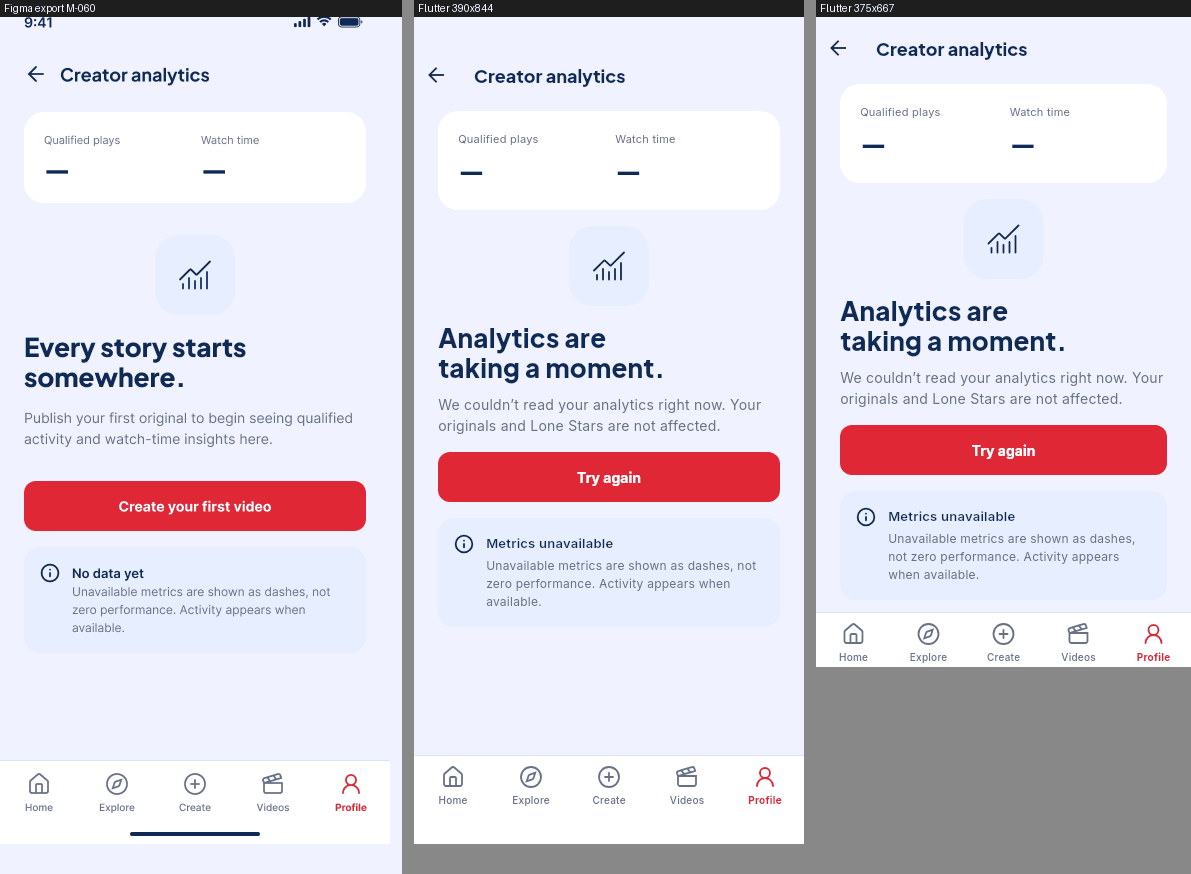 Figma export M-060
9:41
Creator analytics
Qualified plays
Watch time
—
—
Every story starts
somewhere.
Publish your first original to begin seeing qualified
activity and watch-time insights here.
Create your first video
No data yet
Unavailable metrics are shown as dashes, not
zero performance. Activity appears when
available.
Home
Explore
Create
Videos
Profile
Flutter 390x844
Creator analytics
Qualified plays
Watch time
—
—
Analytics are
taking a moment.
We couldn’t read your analytics right now. Your
originals and Lone Stars are not affected.
Try again
Metrics unavailable
Unavailable metrics are shown as dashes, not
zero performance. Activity appears when
available.
Home
Explore
Create
Videos
Profile
Flutter 375x667
Creator analytics
Qualified plays
Watch time
—
—
Analytics are
taking a moment.
We couldn’t read your analytics right now. Your
originals and Lone Stars are not affected.
Try again
Metrics unavailable
Unavailable metrics are shown as dashes,
not zero performance. Activity appears
when available.
Home
Explore
Create
Videos
Profile